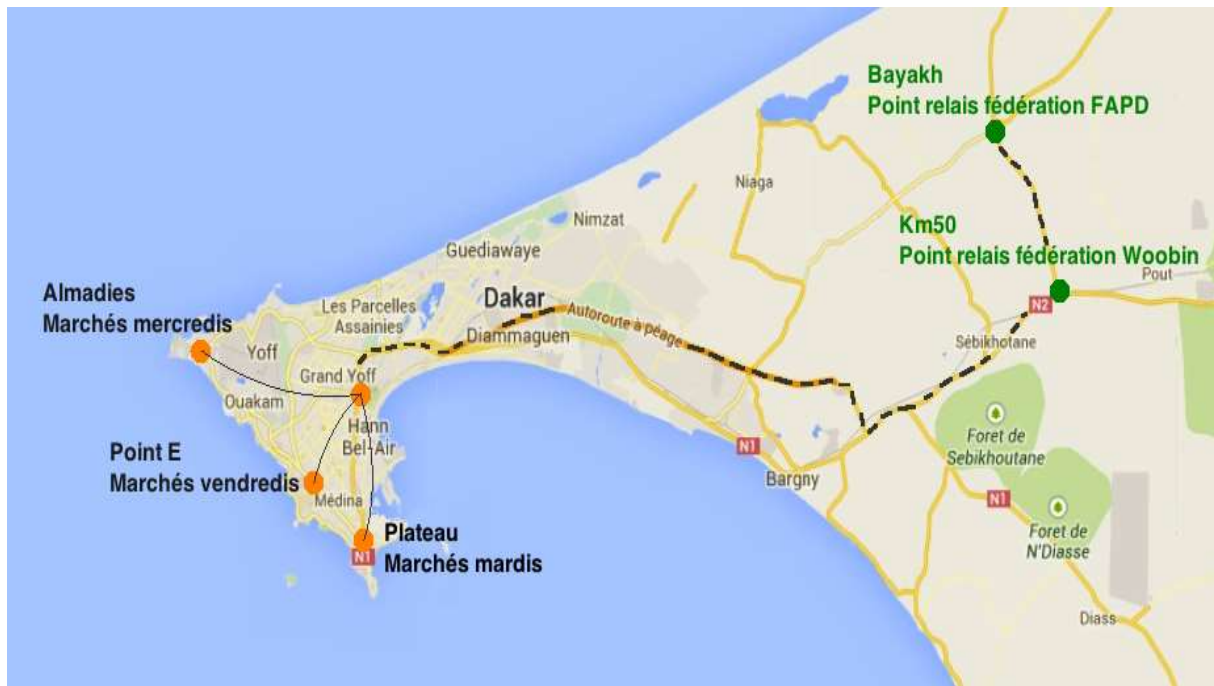 Bayakh
Point relais fédération FAPD
Niaga
Km50
Point relais fédération Woobin
Nimzat
Guediawaye
Pout
Almadies
Marchés mercredis
Les Parcelles
Assainies
Dakar
Autoroute à péage
N2
Diammaguen
Sébikhotane
Yoff
Grand Yoff
Ouakam
Hann
Bel-Air
Foret de
Sebikhoutane
N1
Point E
Marchés vendredis
Bargny
Médina
N1
Foret de
N'Diasse
Plateau
Marchés mardis
N1
Diass